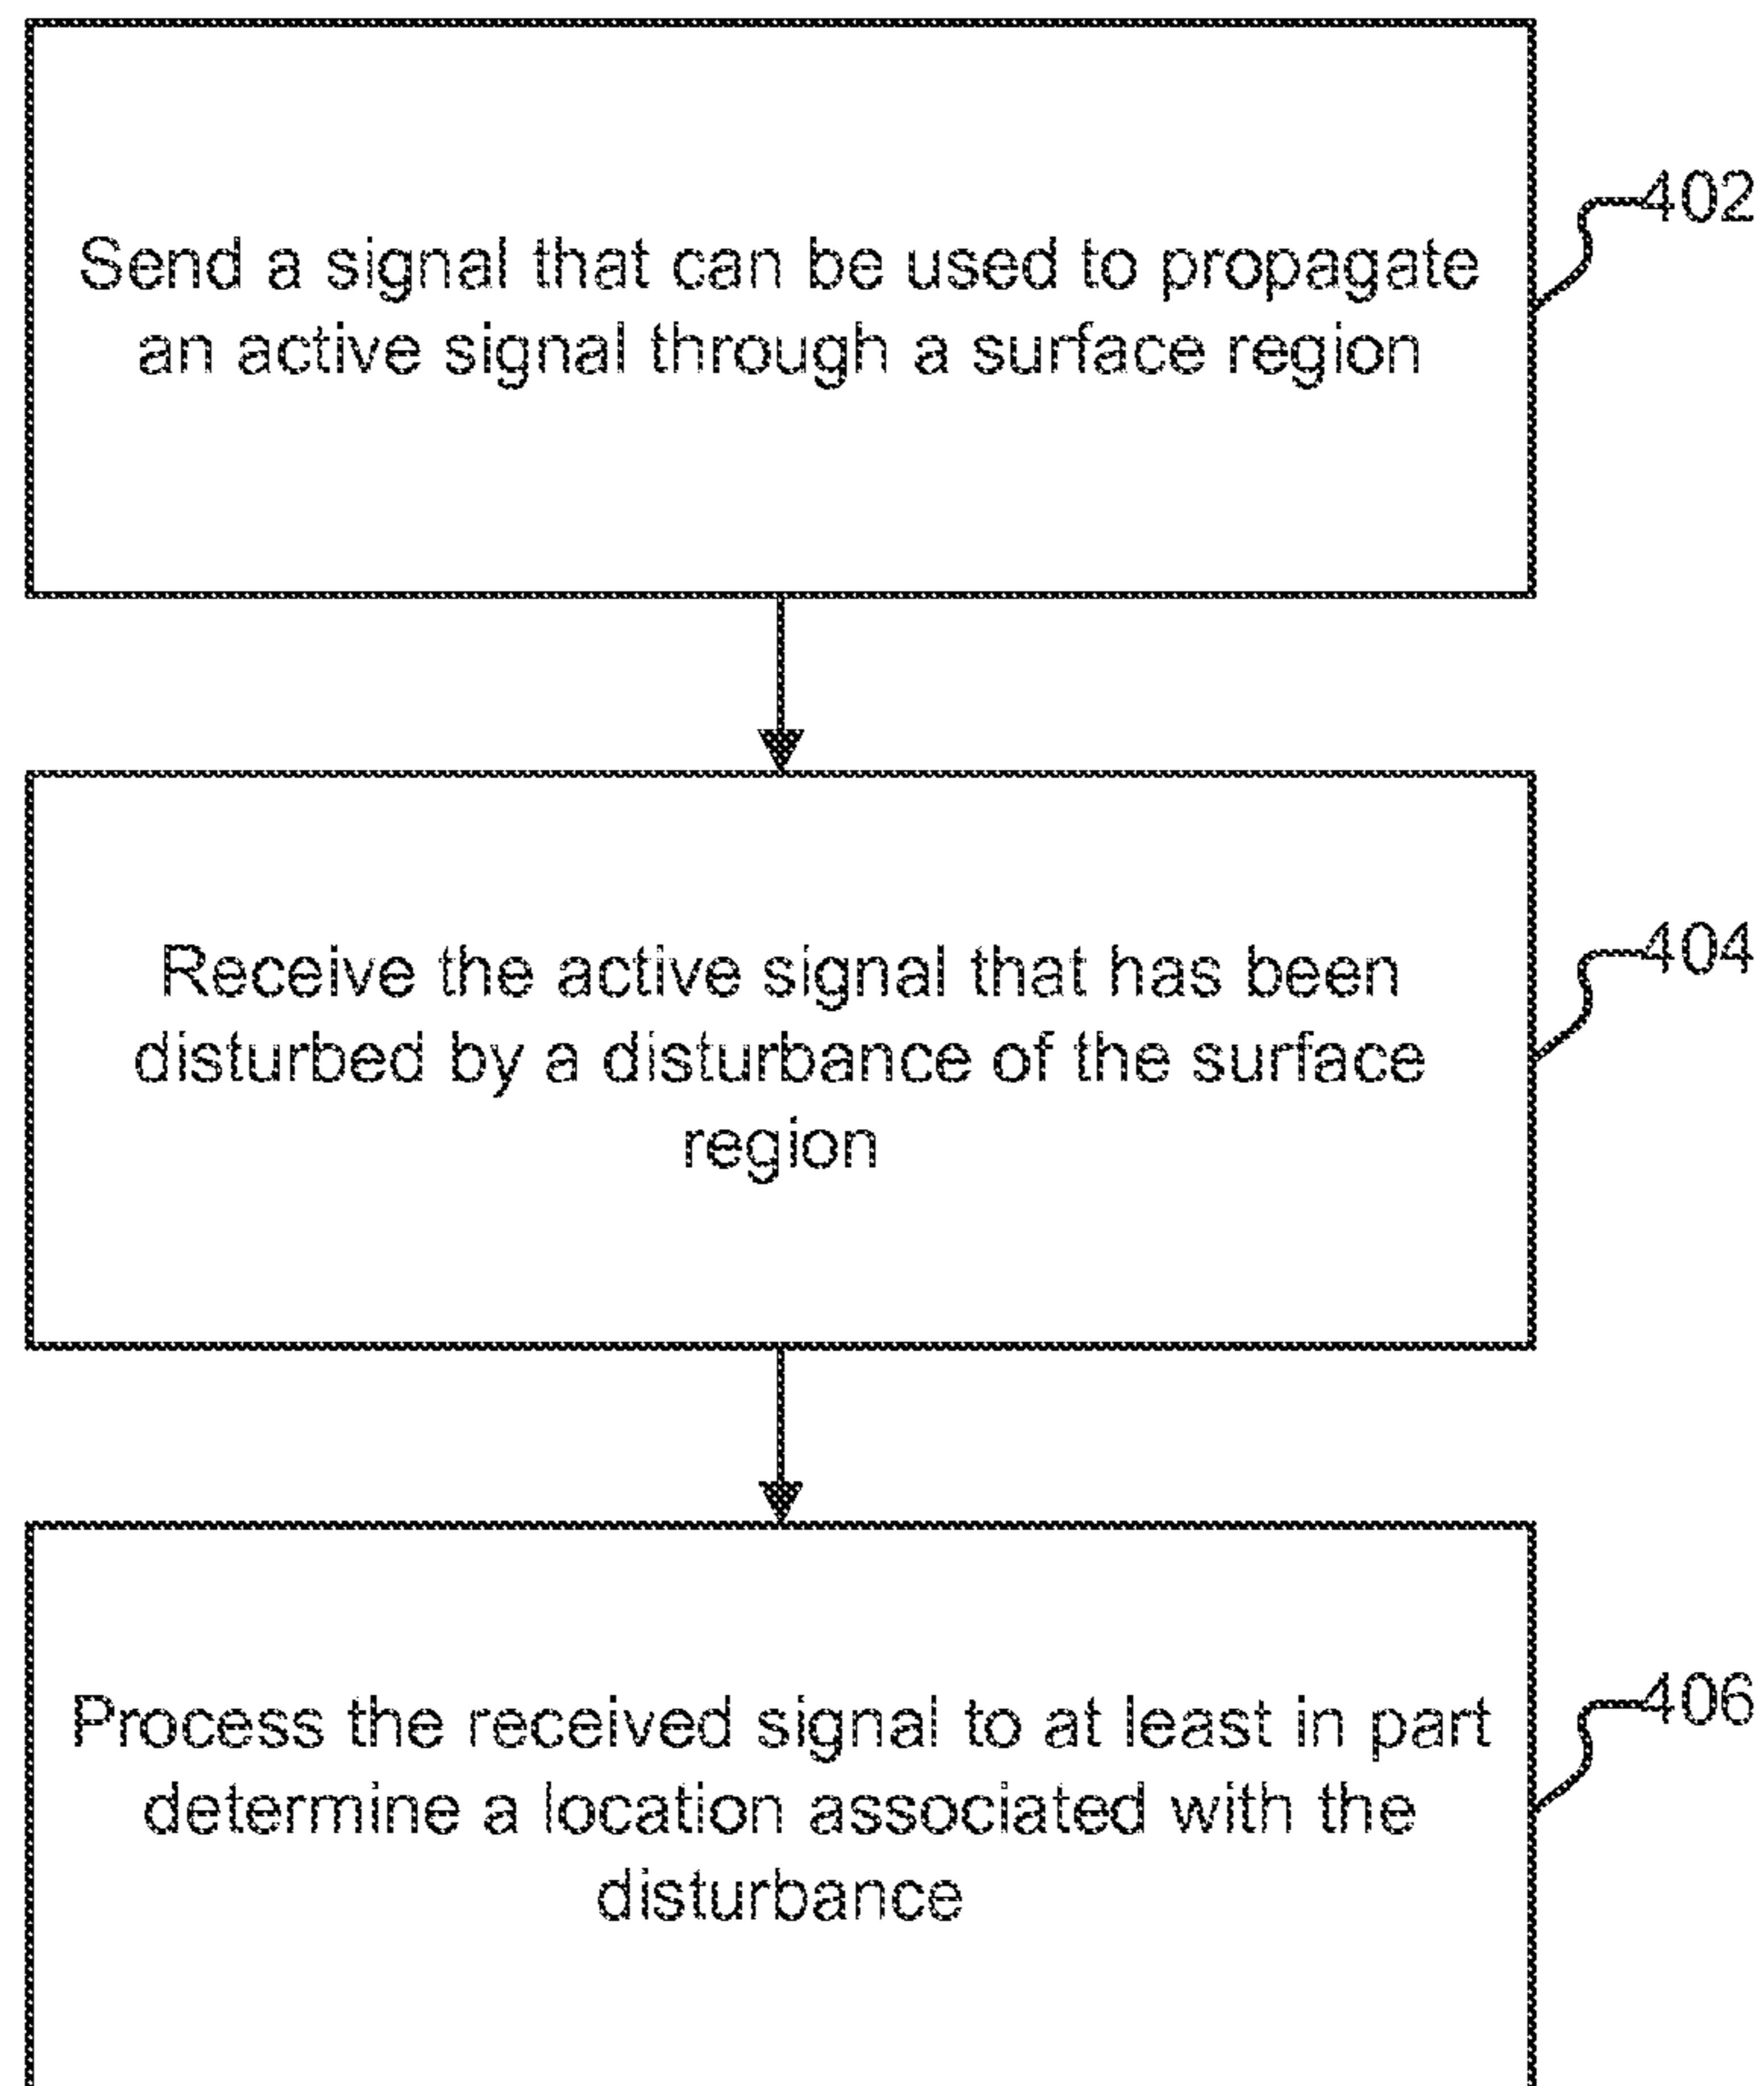 Send a signal that can be used to propagate
an active signal through a surface region
402
Receive the active signal that has been
disturbed by a disturbance of the surface
region
404
Process the received signal to at least in part
determine a location associated with the
disturbance
406